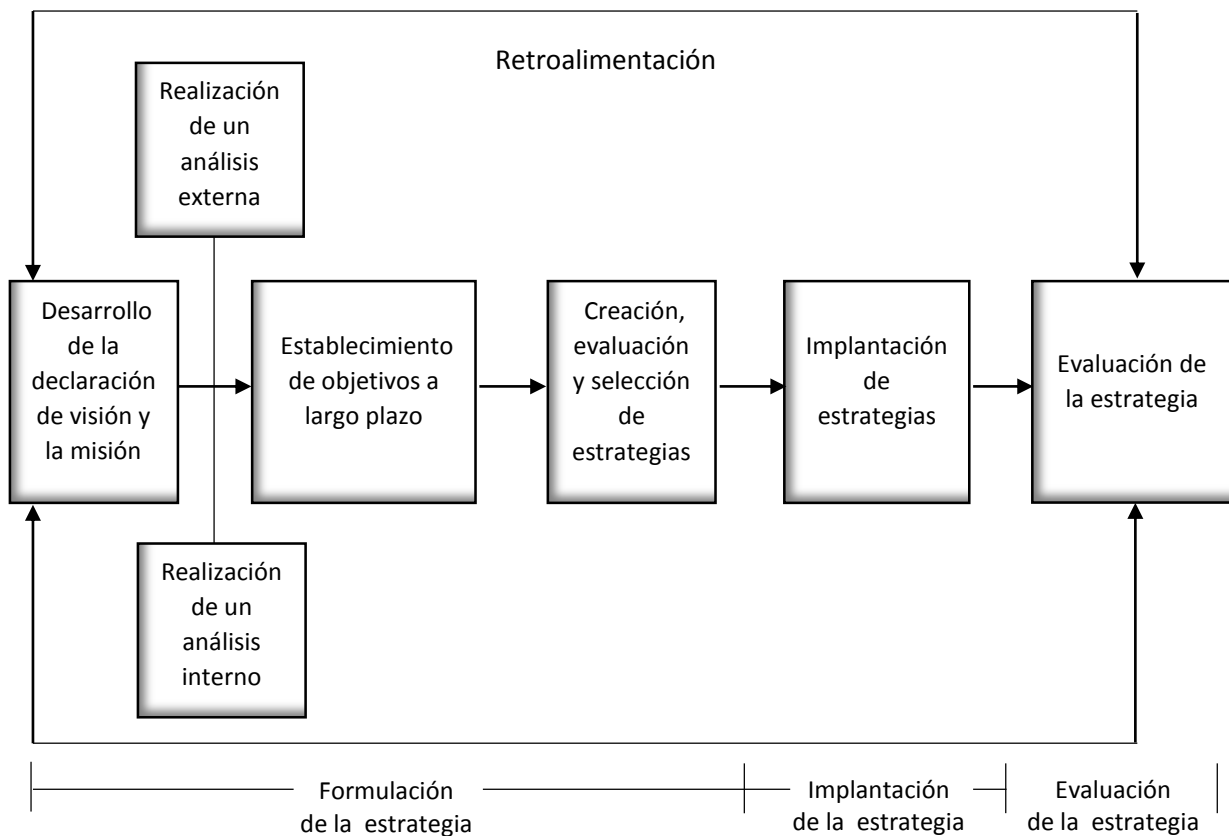 Retroalimentación
Realización
de un
análisis
externa
Desarrollo
de la
declaración
de visión y
la misión
Establecimiento
de objetivos a
largo plazo
Creación,
evaluación
y selección
de
estrategias
Implantación
de
estrategias
Evaluación de
la estrategia
Realización
de un
análisis
interno
Formulación
de la estrategia
Implantación
de la estrategia
Evaluación
de la estrategia